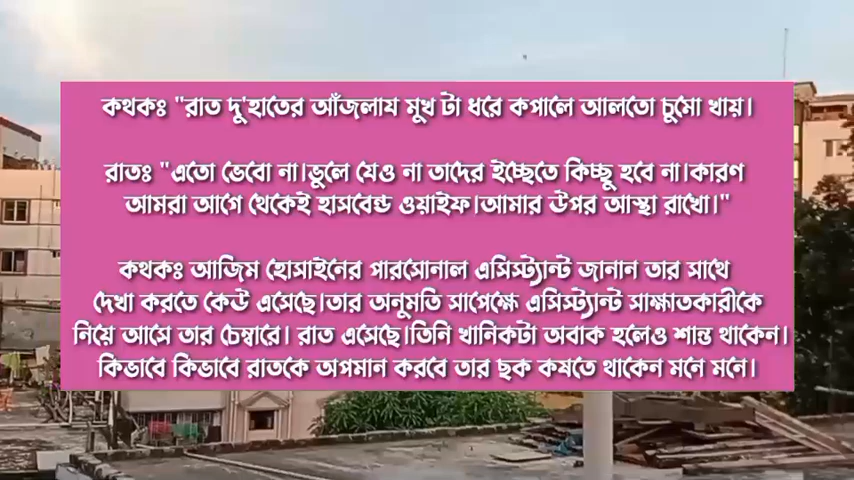 কথকঃ "রাত দু'হাতের আঁজলায মুখ টা ধরে কপালে আলতো চুমো খায়।
রাতঃ "এতো ভেবো না।ভুলে যেও না তাদের ইচ্ছেতে কিচ্ছু হবে না।কারণ
আমরা আগে থেকেই হাসবেন্ড ওয়াইফ।আমার উপর আস্থা রাখো।"
কথকঃ আজিম হোসাইনের পারসোনাল এসিস্ট্যান্ট জানান তার সাথে
দেখা করতে কেউ এসেছে।তার অনুমতি সাপেক্ষে এসিস্ট্যান্ট সাক্ষাতকারীকে
নিয়ে আসে তার চেম্বারে। রাত এসেছে।তিনি খানিকটা অবাক হলেও শান্ত থাকেন।
কিভাবে কিভাবে রাতকে অপমান করবে তার ছক কষতে থাকেন মনে মনে।